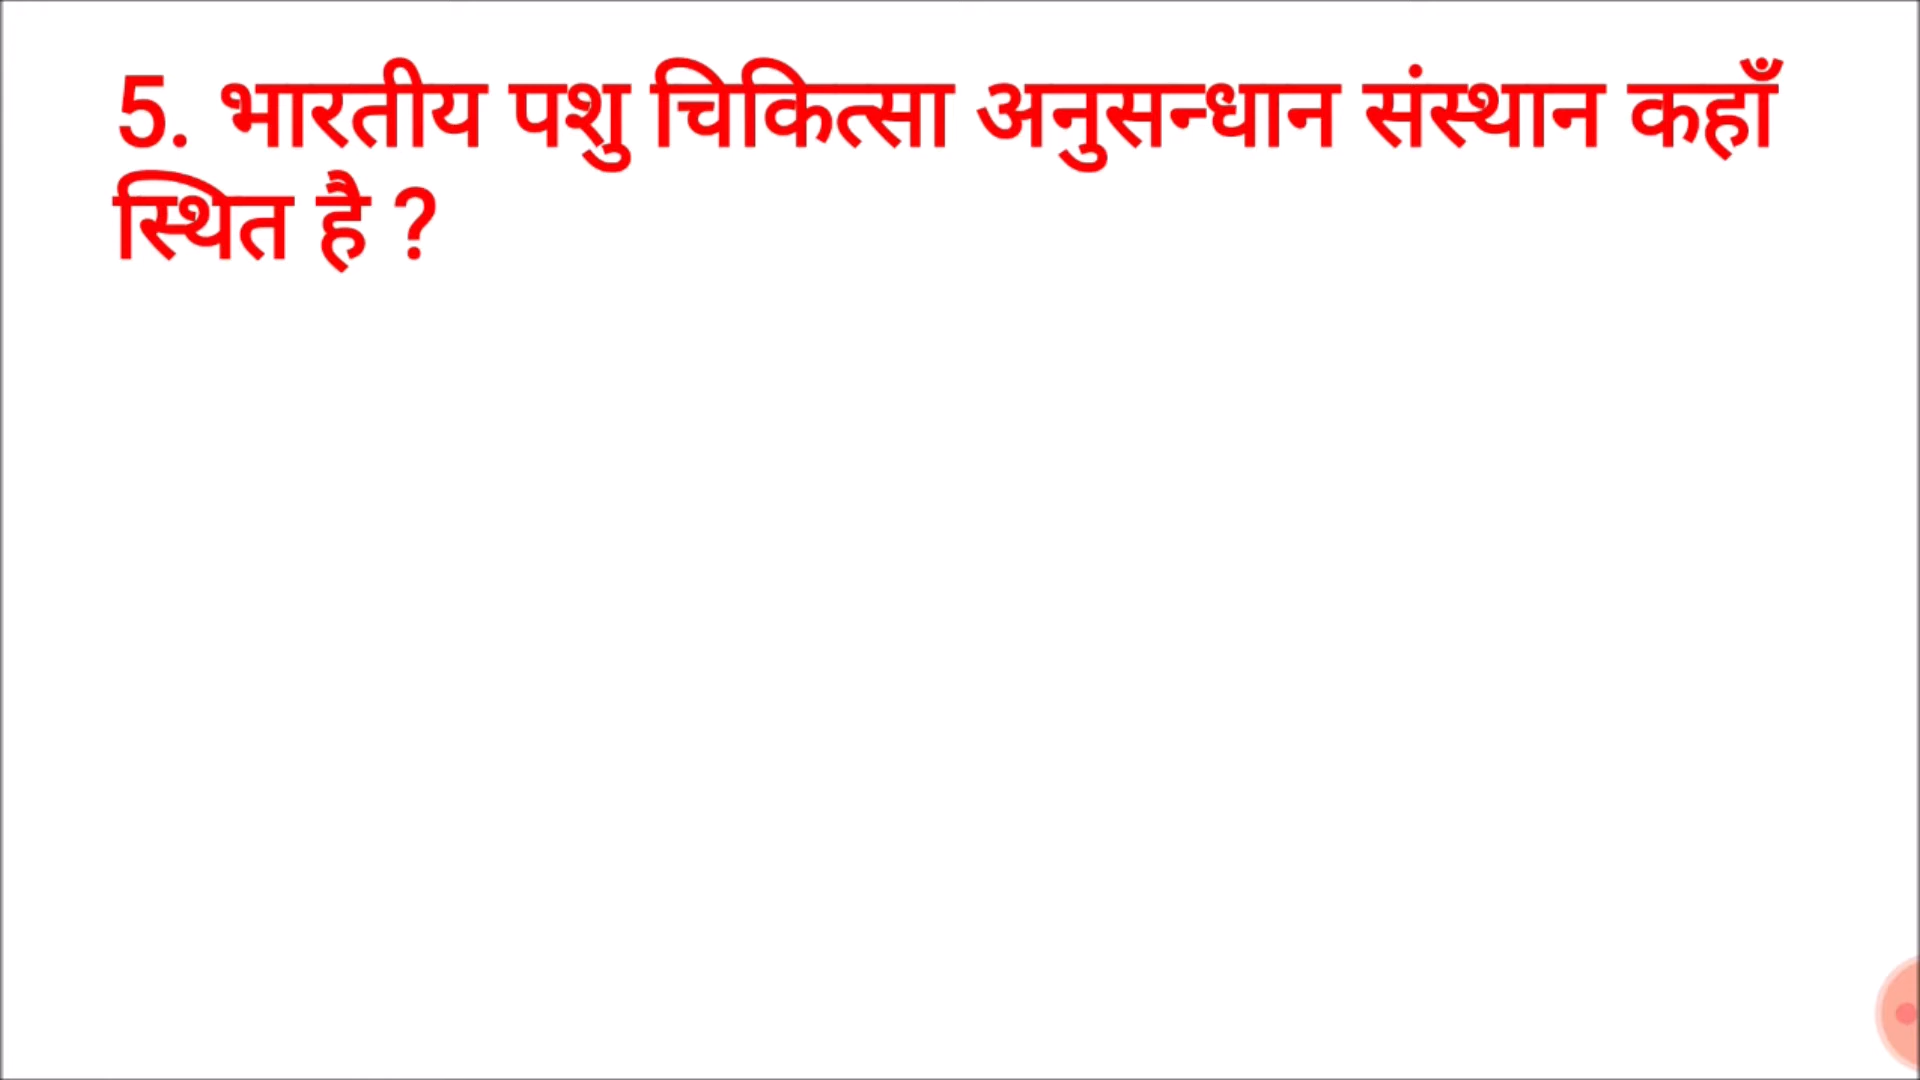 5. भारतीय पशु चिकित्सा अनुसन्धान संस्थान कहाँ
स्थित है ?